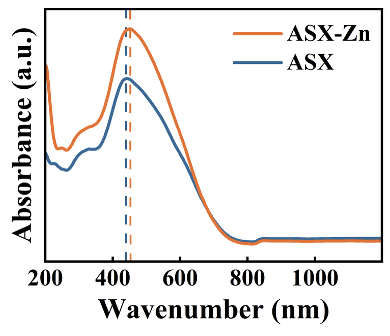 ASX-Zn
ASX
Absorbance (a.u.)
200 400 600 800 1000
Wavenumber (nm)